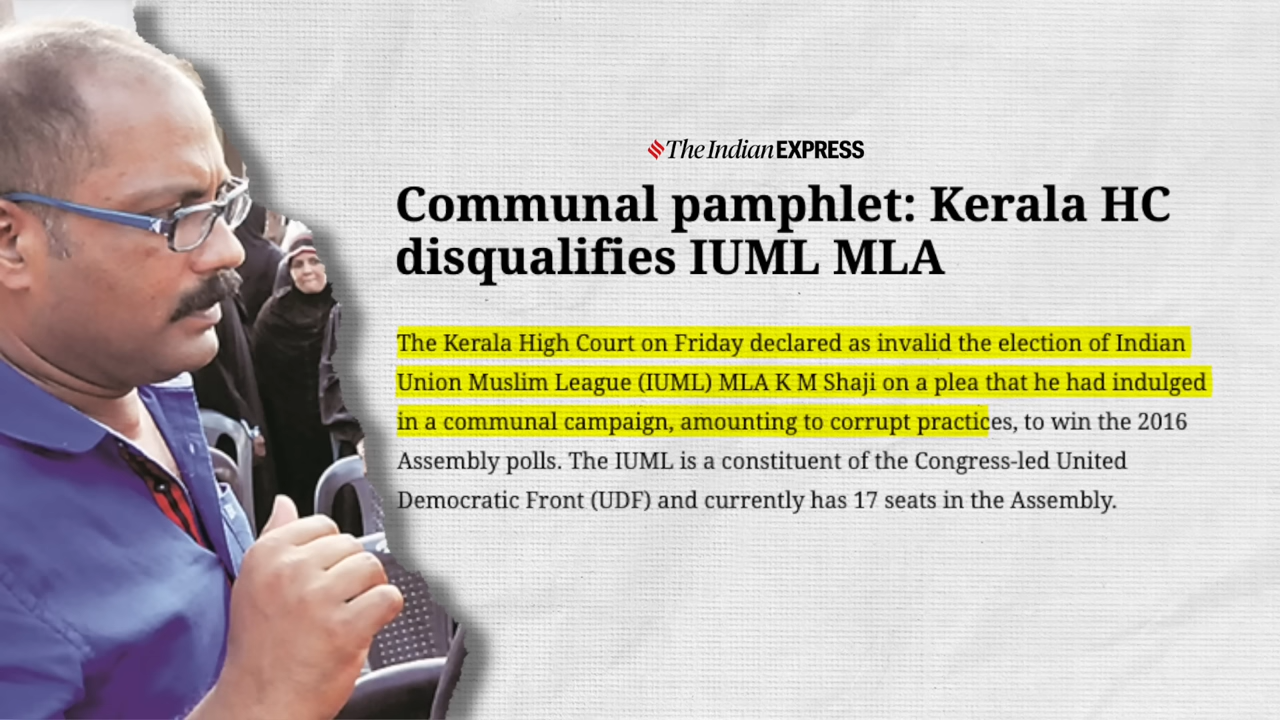 The Indian EXPRESS
Communal pamphlet: Kerala HC
disqualifies IUML MLA
The Kerala High Court on Friday declared as invalid the election of Indian
Union Muslim League (IUML) MLA K M Shaji on a plea that he had indulged
in a communal campaign, amounting to corrupt practices, to win the 2016
Assembly polls. The IUML is a constituent of the Congress-led United
Democratic Front (UDF) and currently has 17 seats in the Assembly.